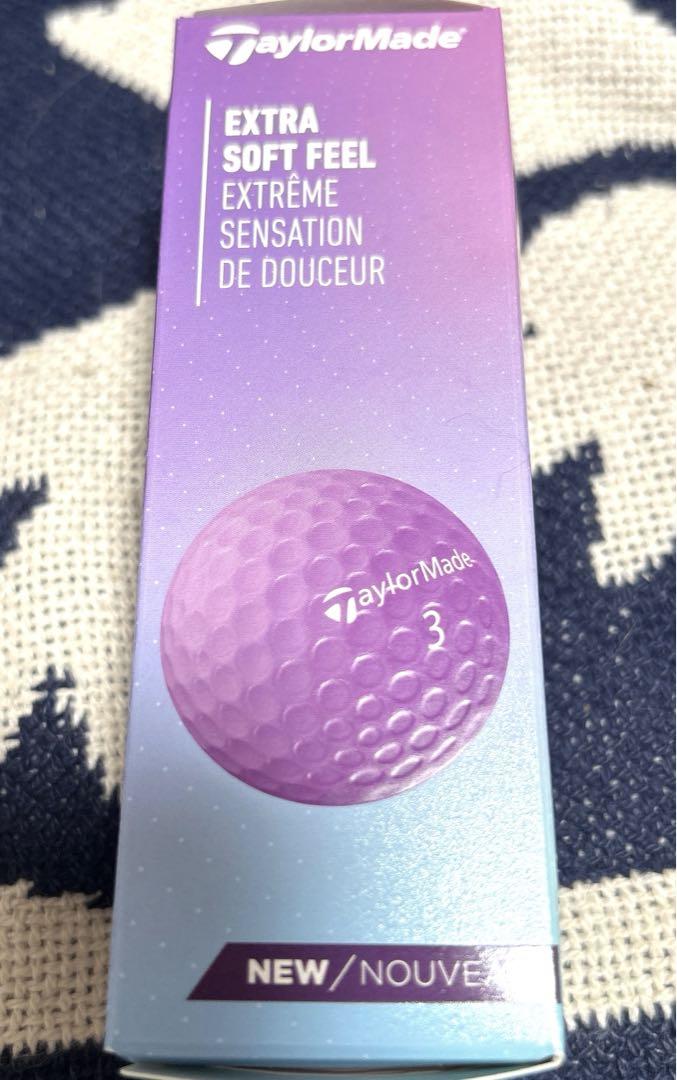 TaylorMade
EXTRA
SOFT FEEL
EXTRÊME
SENSATION
DE DOUCEUR
TaylorMade
3
NEW/NOUVE